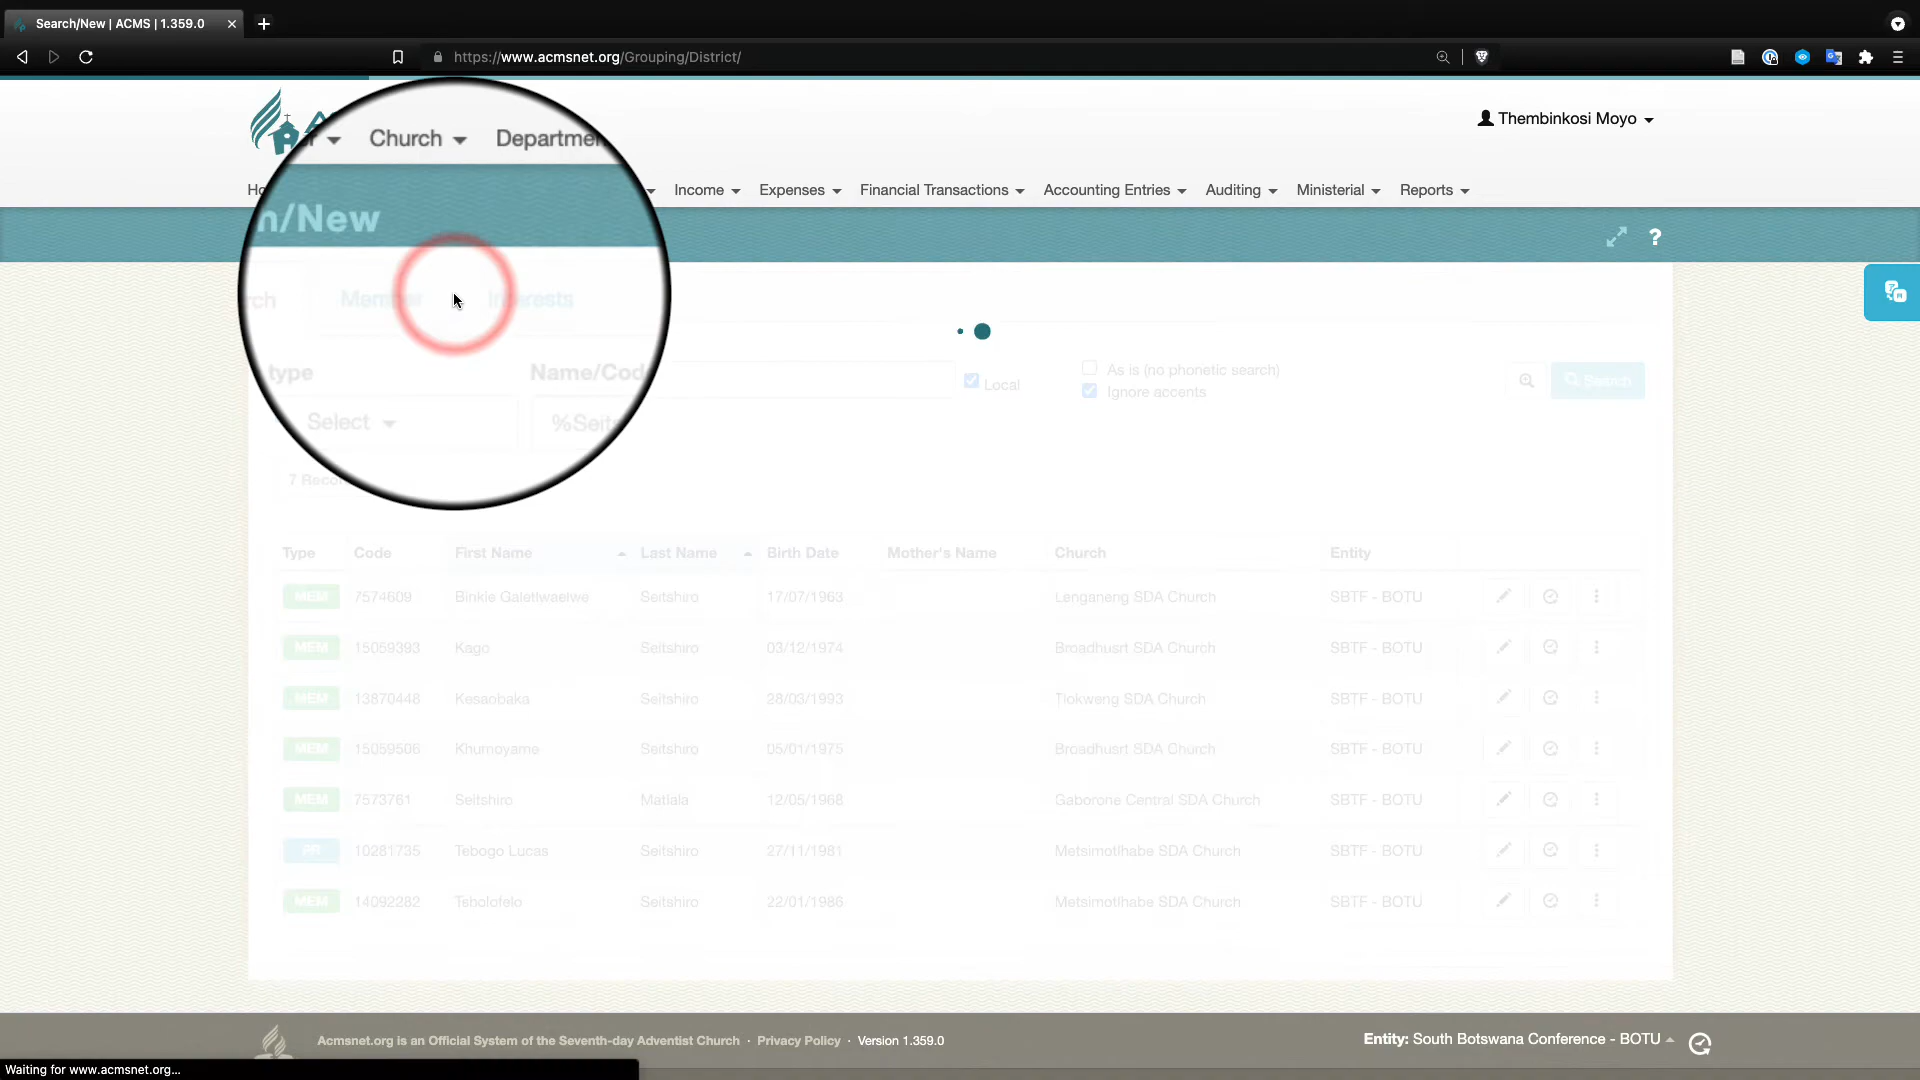 Search/New | ACMS | 1.359.0
https://www.acmsnet.org/Grouping/District/
Thembinkosi Moyo
Church
Income Expenses Financial Transactions Accounting Entries Auditing Ministerial Reports
n/New
Interests
type Name/Code
Select
Local
As is (no phonetic search)
Ignore accents
Search
Type Code First Name Last Name Birth Date Mother's Name Church Entity
MEM 7574609 Binkie Galetlwaelwe Seitshiro 17/07/1963 Lenganeng SDA Church SBTF - BOTU
MEM 15059393 Kago Seitshiro 03/12/1974 Broadhusrt SDA Church SBTF - BOTU
MEM 13870448 Kesaobaka Seitshiro 28/03/1993 Tlokweng SDA Church SBTF - BOTU
MEM 15059506 Khumoyame Seitshiro 05/01/1975 Broadhusrt SDA Church SBTF - BOTU
MEM 7573761 Seitshiro Matlala 12/05/1968 Gaborone Central SDA Church SBTF - BOTU
PR 10281735 Tebogo Lucas Seitshiro 27/11/1981 Metsimotlhabe SDA Church SBTF - BOTU
MEM 14092282 Tsholofelo Seitshiro 22/01/1986 Metsimotlhabe SDA Church SBTF - BOTU
Acmsnet.org is an Official System of the Seventh-day Adventist Church · Privacy Policy · Version 1.359.0
Entity: South Botswana Conference - BOTU
Waiting for www.acmsnet.org...